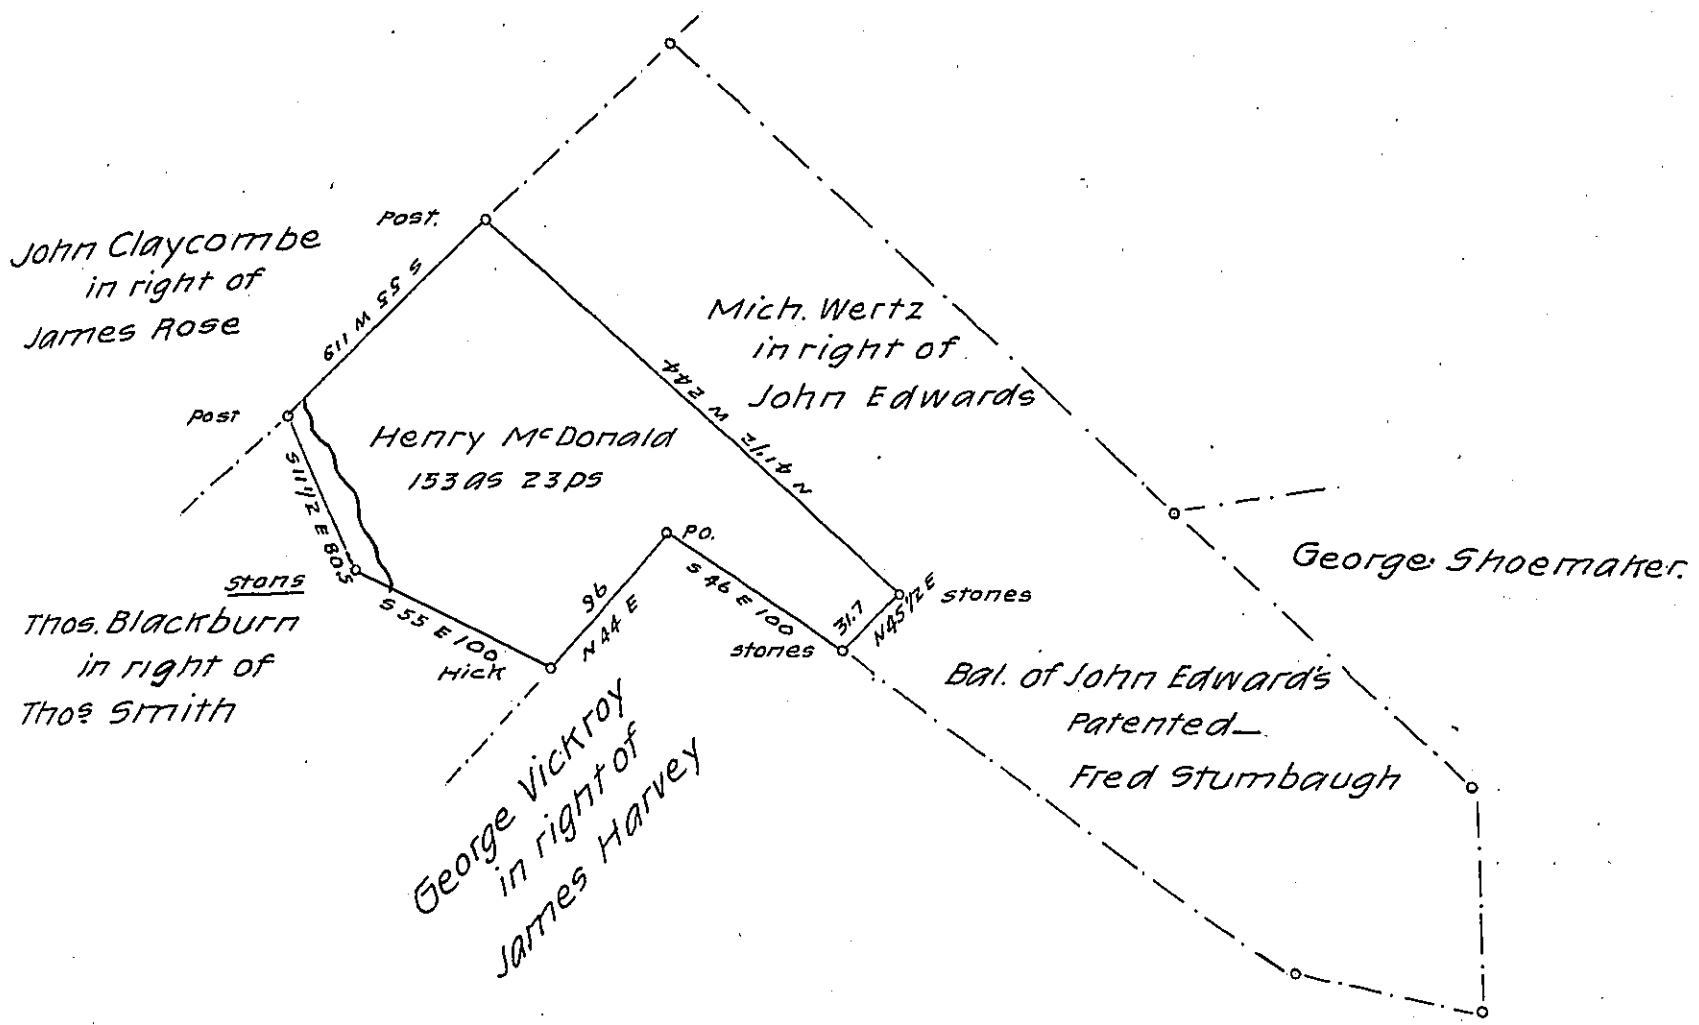 Post.
John Claycombe
in right of
James Rose
S 55 W 119
Mich. Wertz
in right of
John Edwards
N 41 1/2 W 244
Post
Henry McDonald
153 as 23 ps
S 11 1/2 E 80.5
PO.
George Shoemaker.
stans
S 55 E 100
Hick
96
N 44 E
S 46 E 100
stones
31.7
N 45 1/2 E
stones
Thos. Blackburn
in right of
Thos Smith
George Vickroy
in right of
James Harvey
Bal. of John Edward's
Patented—
Fred Stumbaugh